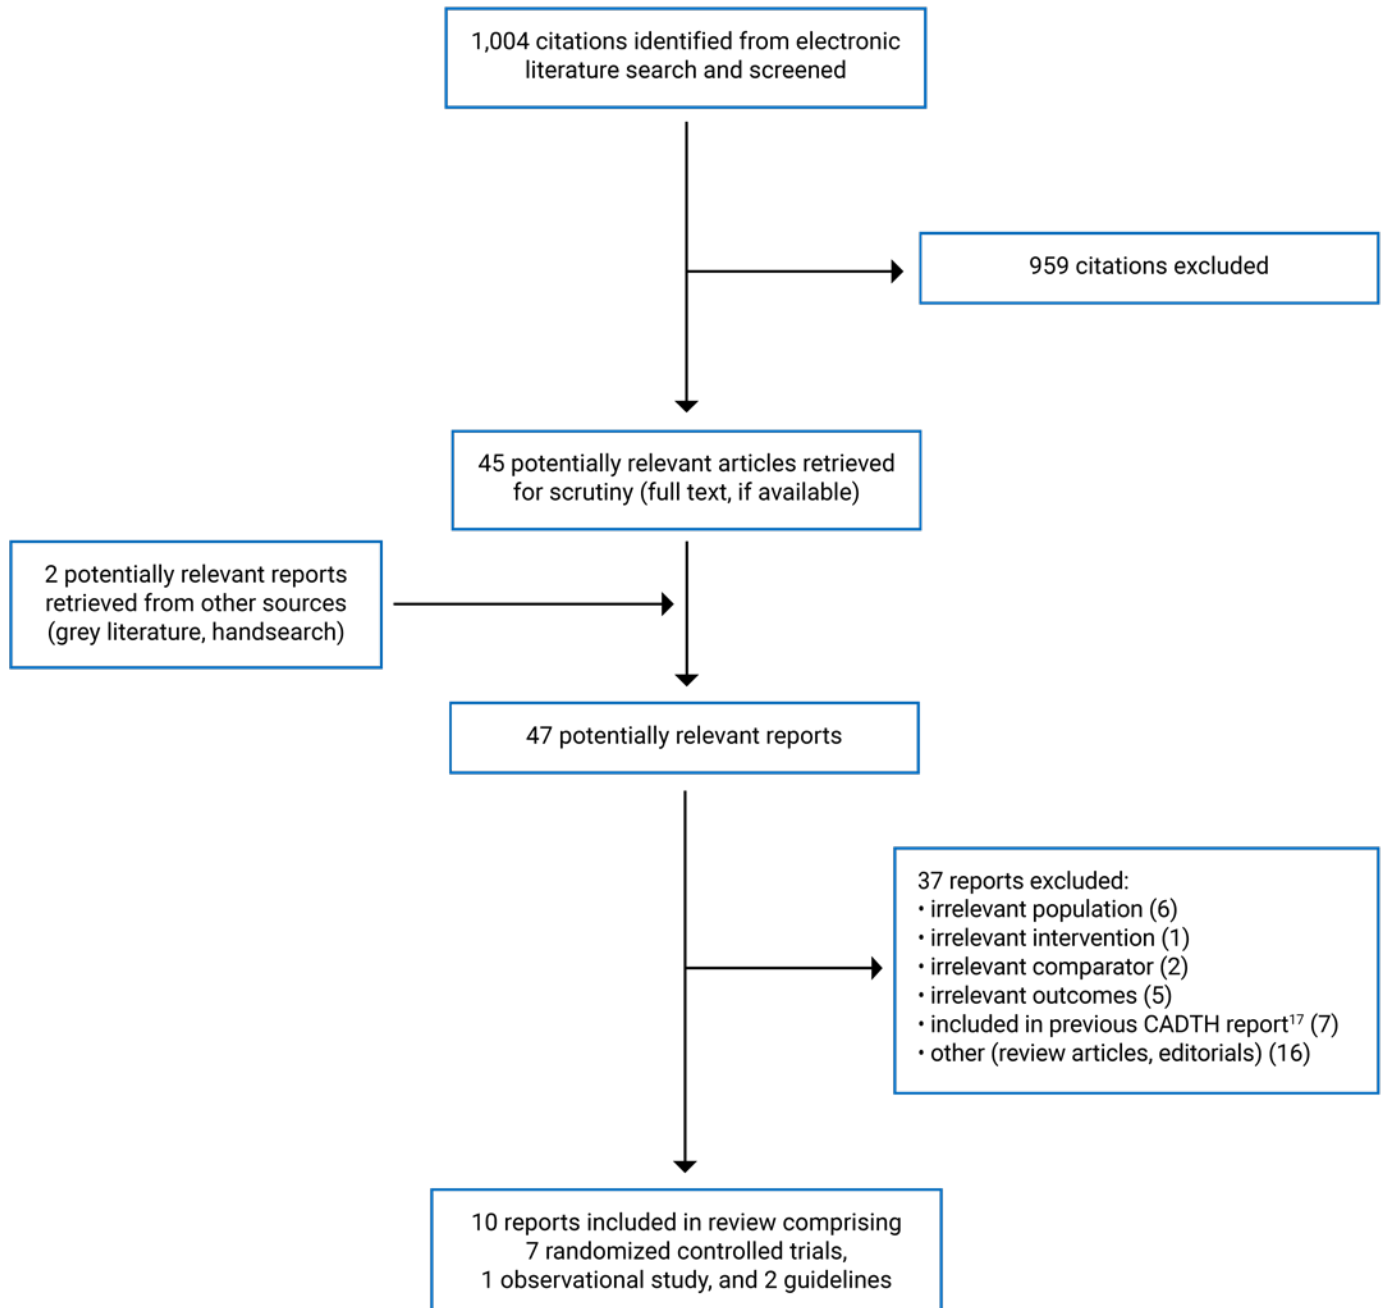 1,004 citations identified from electronic
literature search and screened
959 citations excluded
45 potentially relevant articles retrieved
for scrutiny (full text, if available)
2 potentially relevant reports
retrieved from other sources
(grey literature, handsearch)
47 potentially relevant reports
37 reports excluded:
• irrelevant population (6)
• irrelevant intervention (1)
• irrelevant comparator (2)
• irrelevant outcomes (5)
• included in previous CADTH report¹⁷ (7)
• other (review articles, editorials) (16)
10 reports included in review comprising
7 randomized controlled trials,
1 observational study, and 2 guidelines